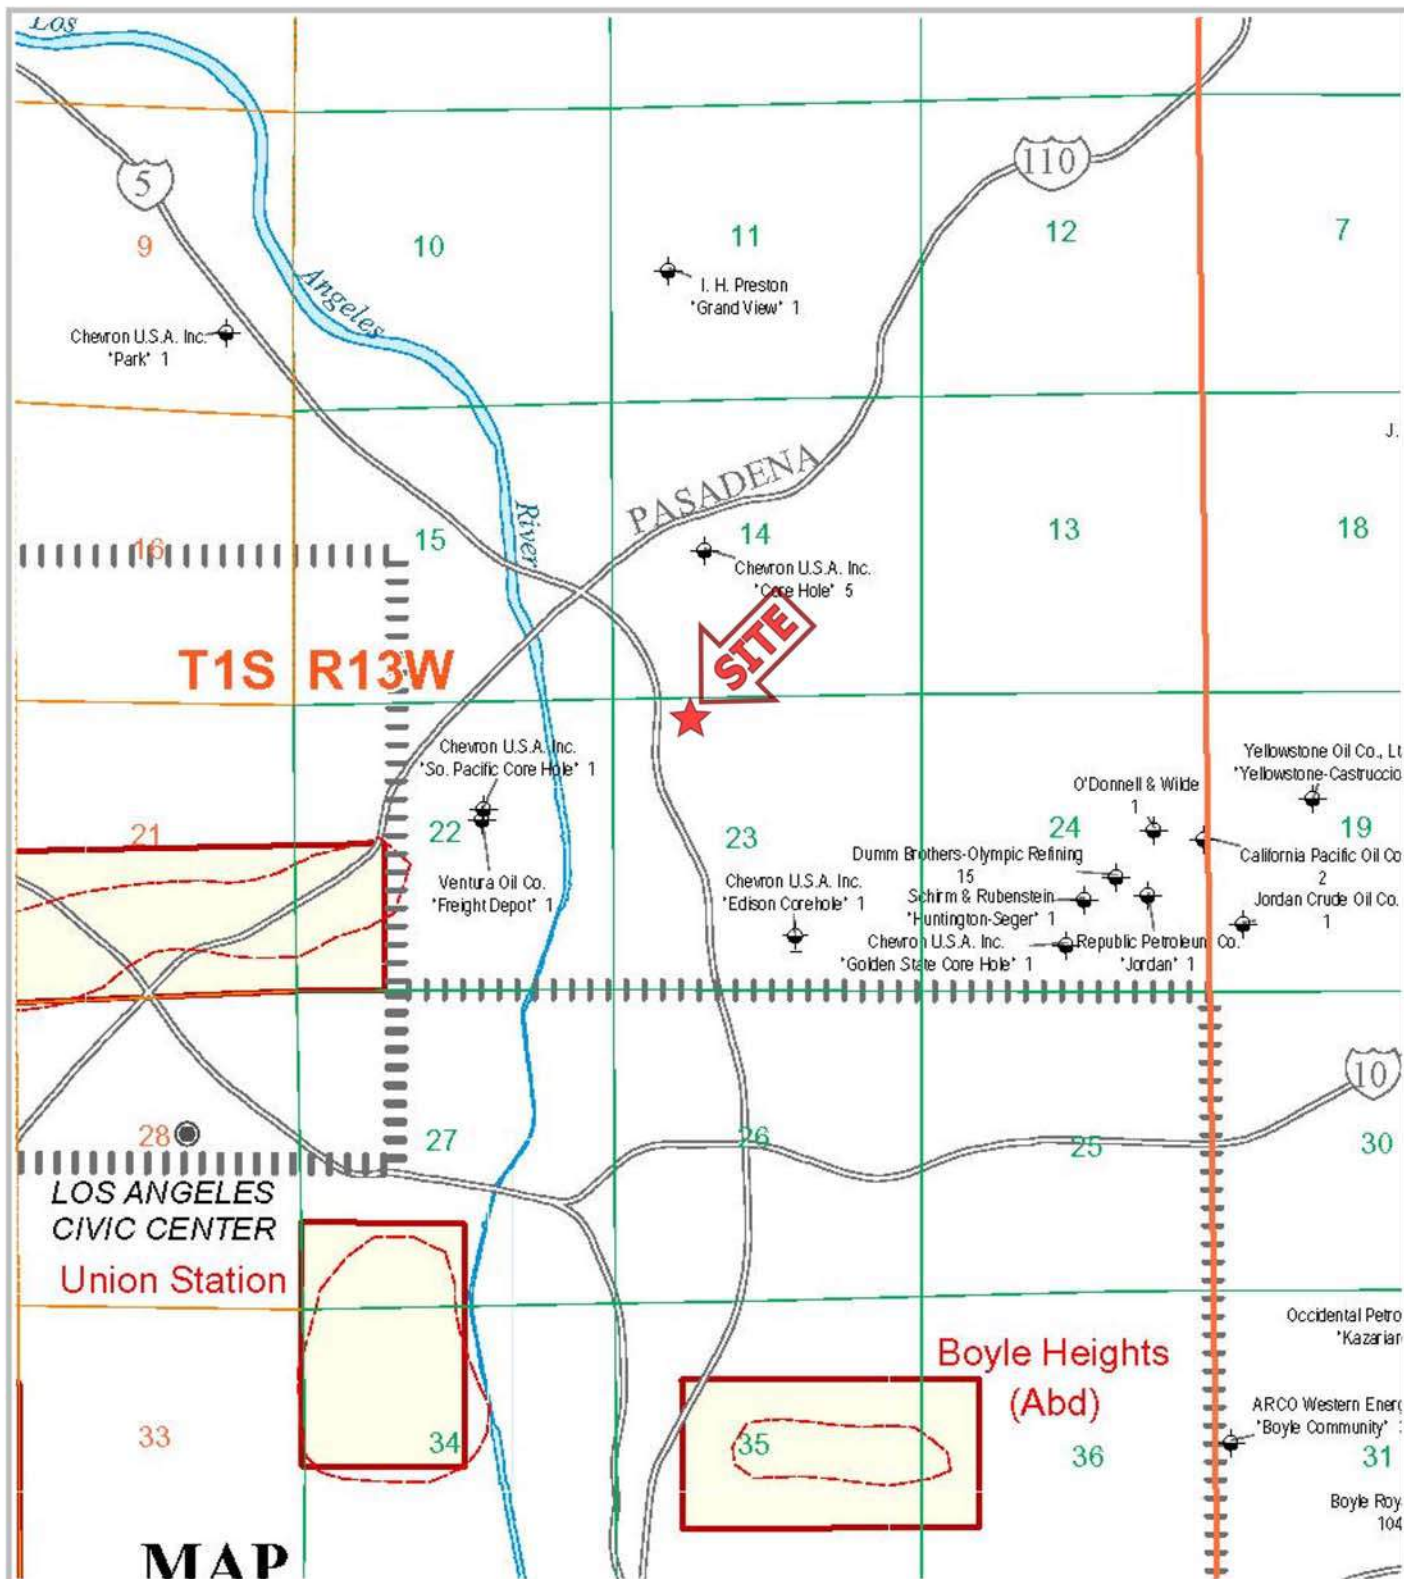 Los
110
5
9
10
11
12
7
Angeles
I. H. Preston
"Grand View" 1
Chevron U.S.A. Inc.
"Park" 1
J.
PASADENA
River
16
15
14
13
18
Chevron U.S.A. Inc.
"Core Hole" 5
SITE
T1S R13W
Chevron U.S.A. Inc.
"So. Pacific Core Hole" 1
Yellowstone Oil Co., Lt
"Yellowstone-Castruccio
O'Donnell & Wilde
1
21
22
23
24
19
Dumm Brothers-Olympic Refining
15
California Pacific Oil Co
2
Ventura Oil Co.
"Freight Depot" 1
Chevron U.S.A. Inc.
"Edison Corehole" 1
Schirm & Rubenstein
"Huntington-Seger" 1
Jordan Crude Oil Co.
1
Chevron U.S.A. Inc.
"Golden State Core Hole" 1
Republic Petroleum Co.
"Jordan" 1
10
28
27
26
25
30
LOS ANGELES
CIVIC CENTER
Union Station
Occidental Petro
"Kazarian
Boyle Heights
(Abd)
ARCO Western Energ
"Boyle Community"
33
34
35
36
31
Boyle Roy
104
MAP